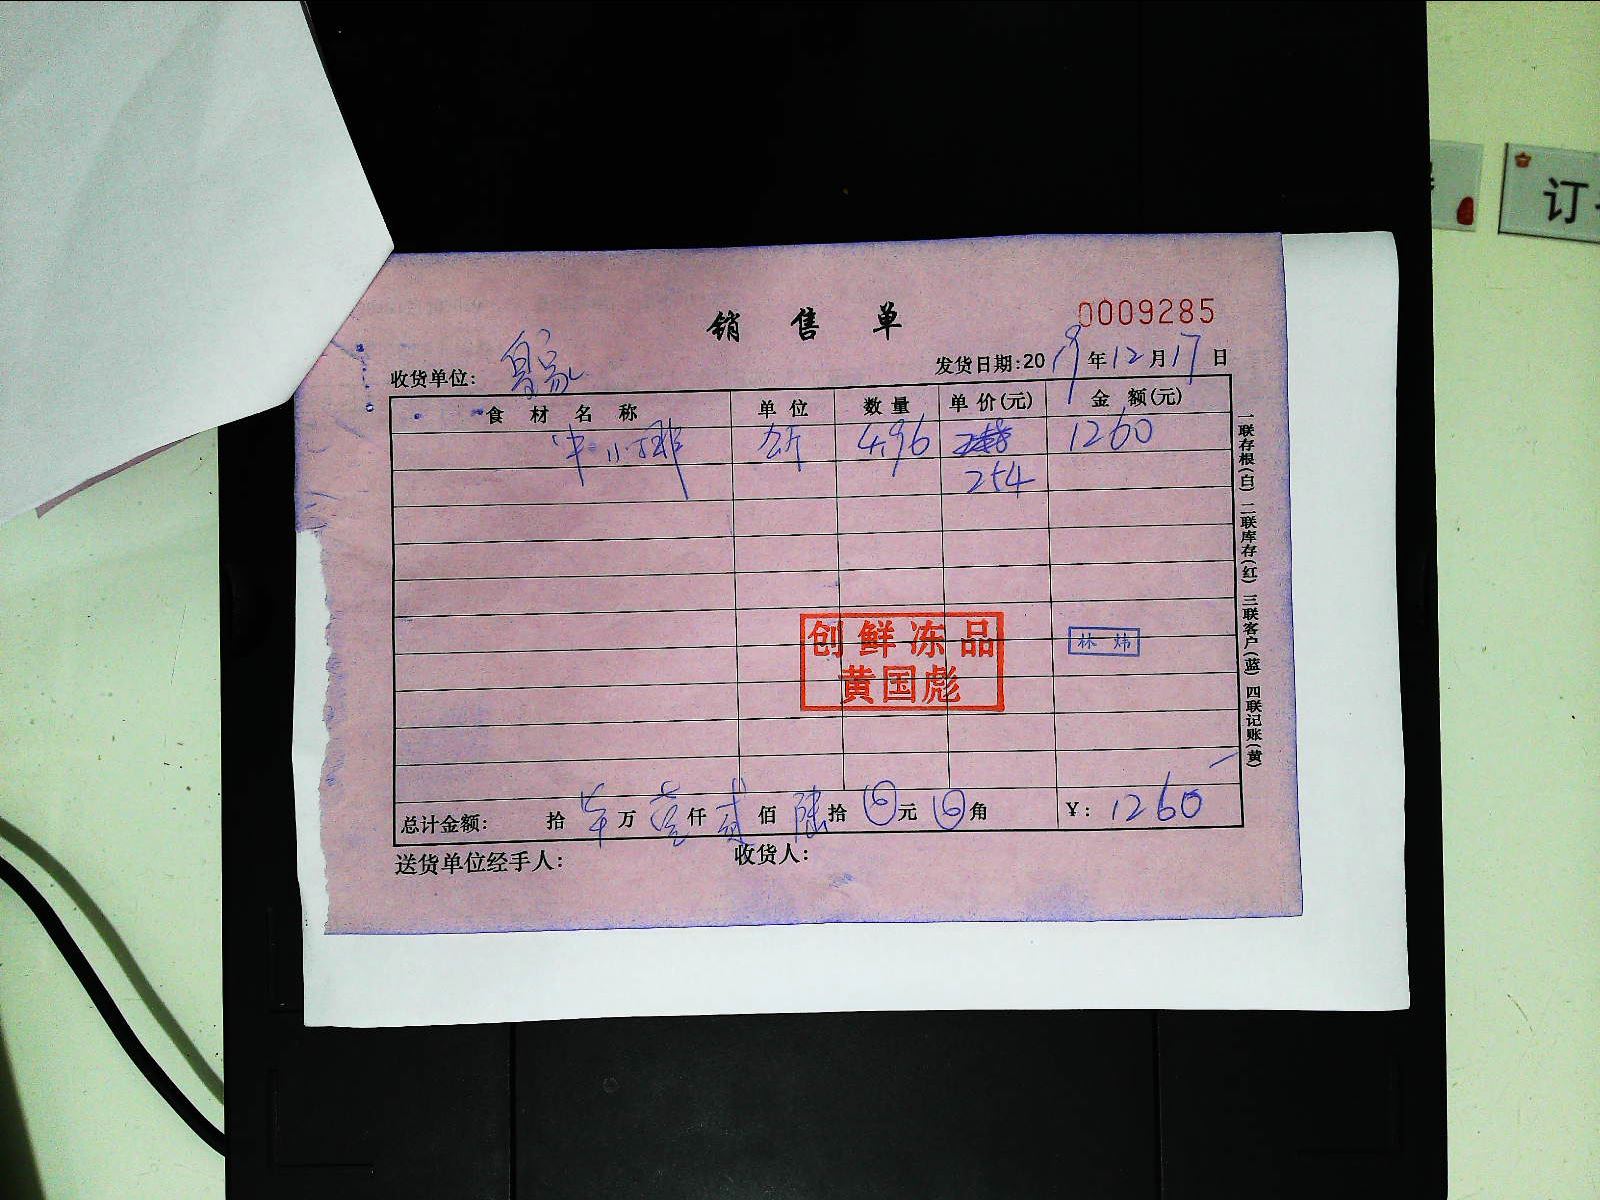 订
销售单
0009285
收货单位:
发货日期:2019年12月17日
食材名称 单位 数量 单价(元) 金额(元)
牛小排 斤 4.96 1260
254
创鲜冻品
黄国彪
林炜
总计金额: 拾 万 壹仟贰佰陆拾 元 角 ¥: 1260
送货单位经手人: 收货人:
一联存根(白) 二联库存(红) 三联客户(蓝) 四联记账(黄)